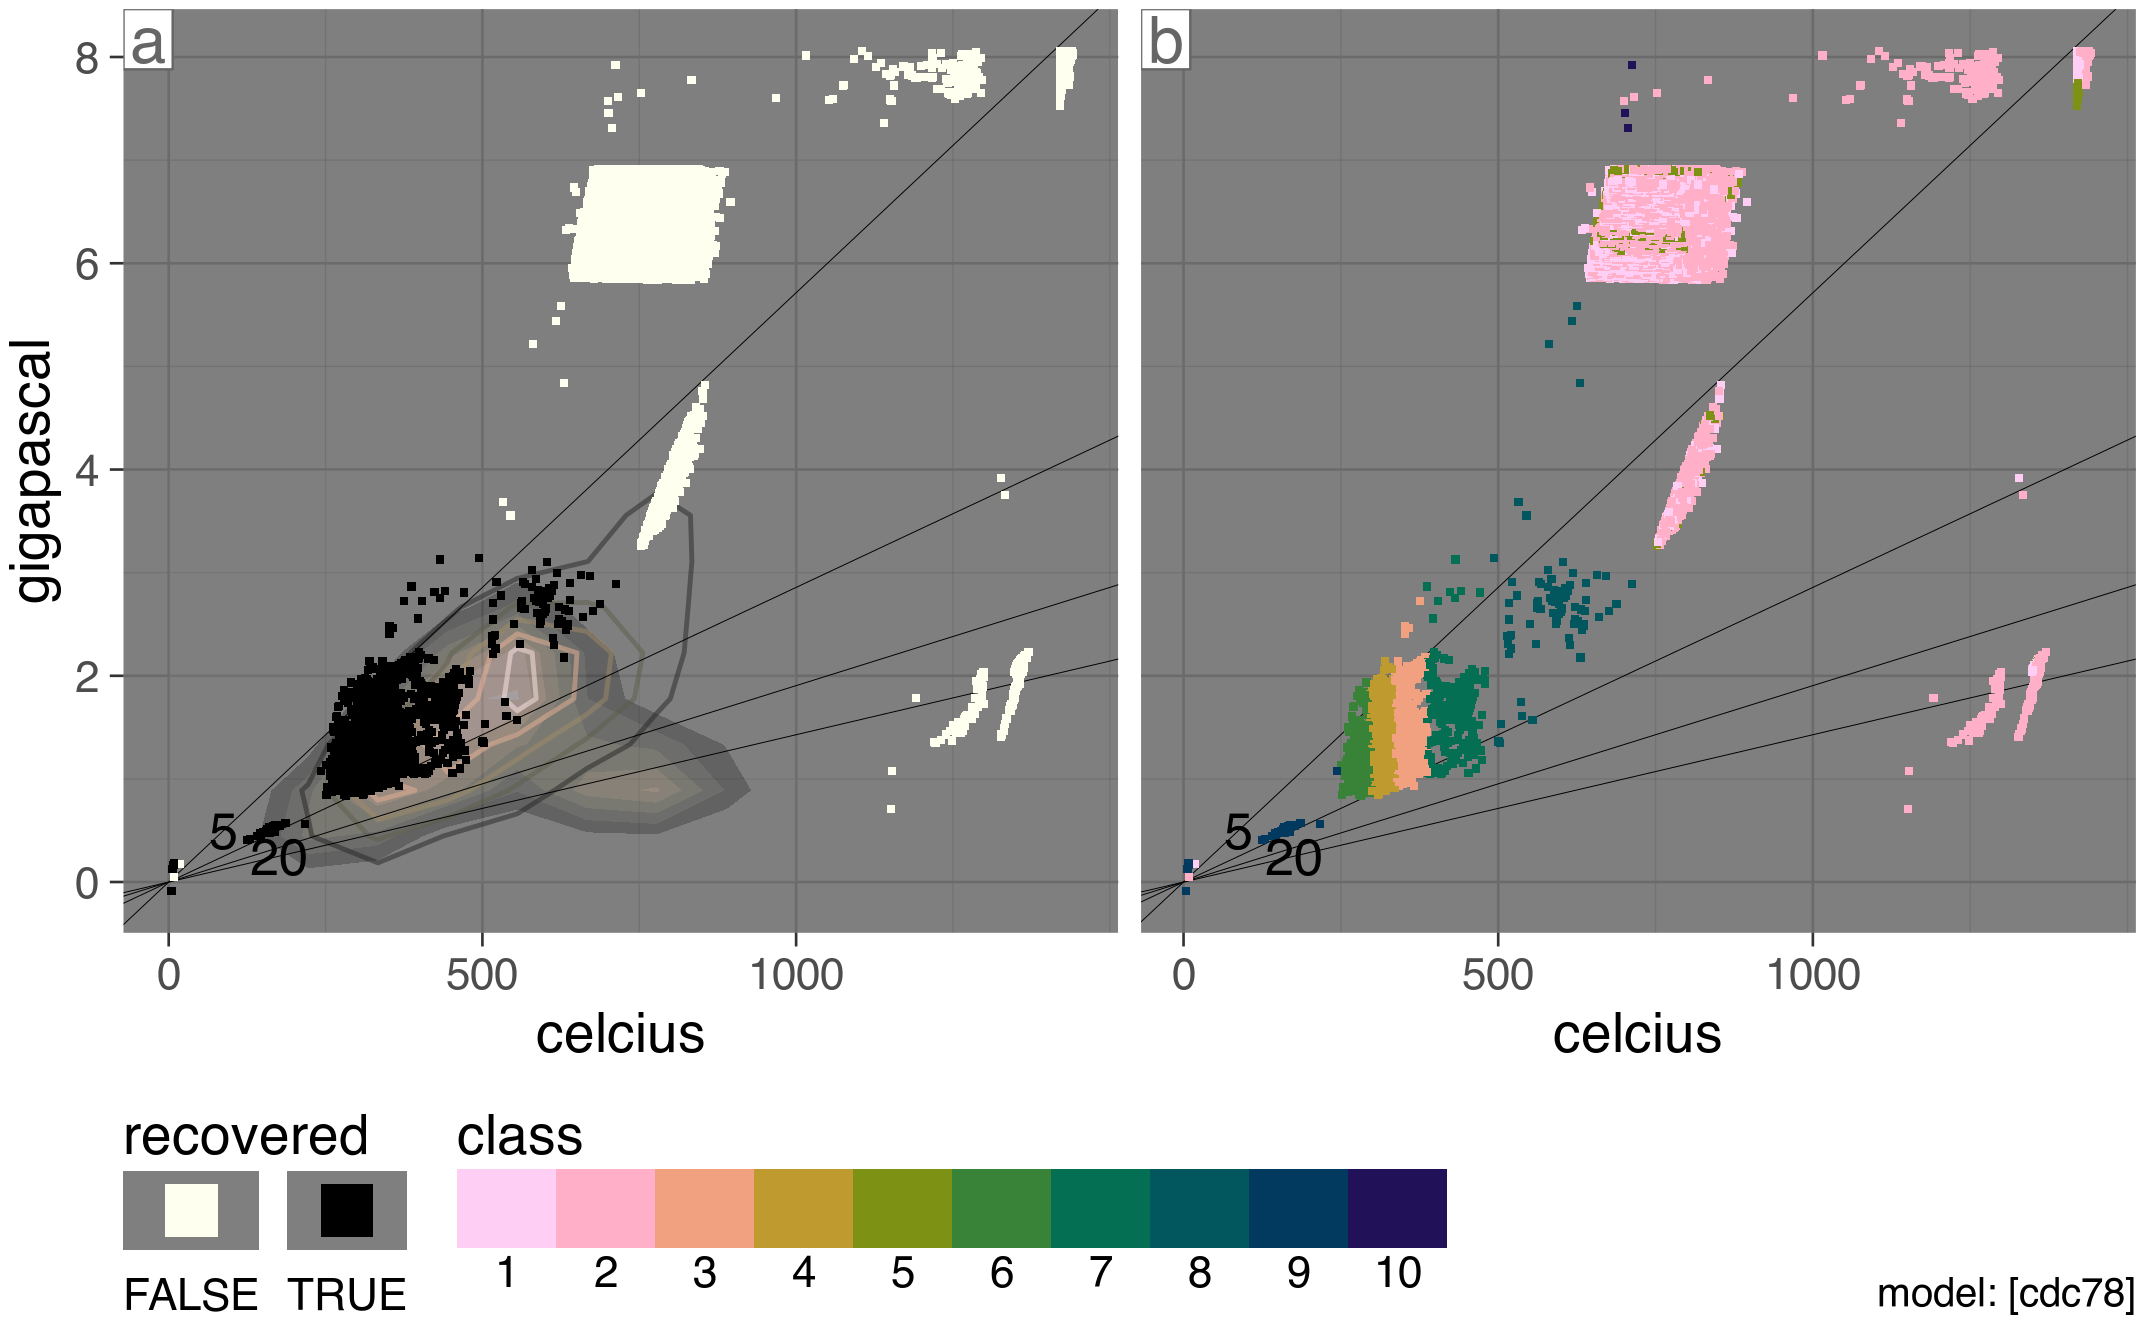 a
b
gigapascal
8
6
4
2
0
5
20
5
20
0 500 1000
0 500 1000
celcius
celcius
recovered
class
FALSE TRUE
1 2 3 4 5 6 7 8 9 10
model: [cdc78]